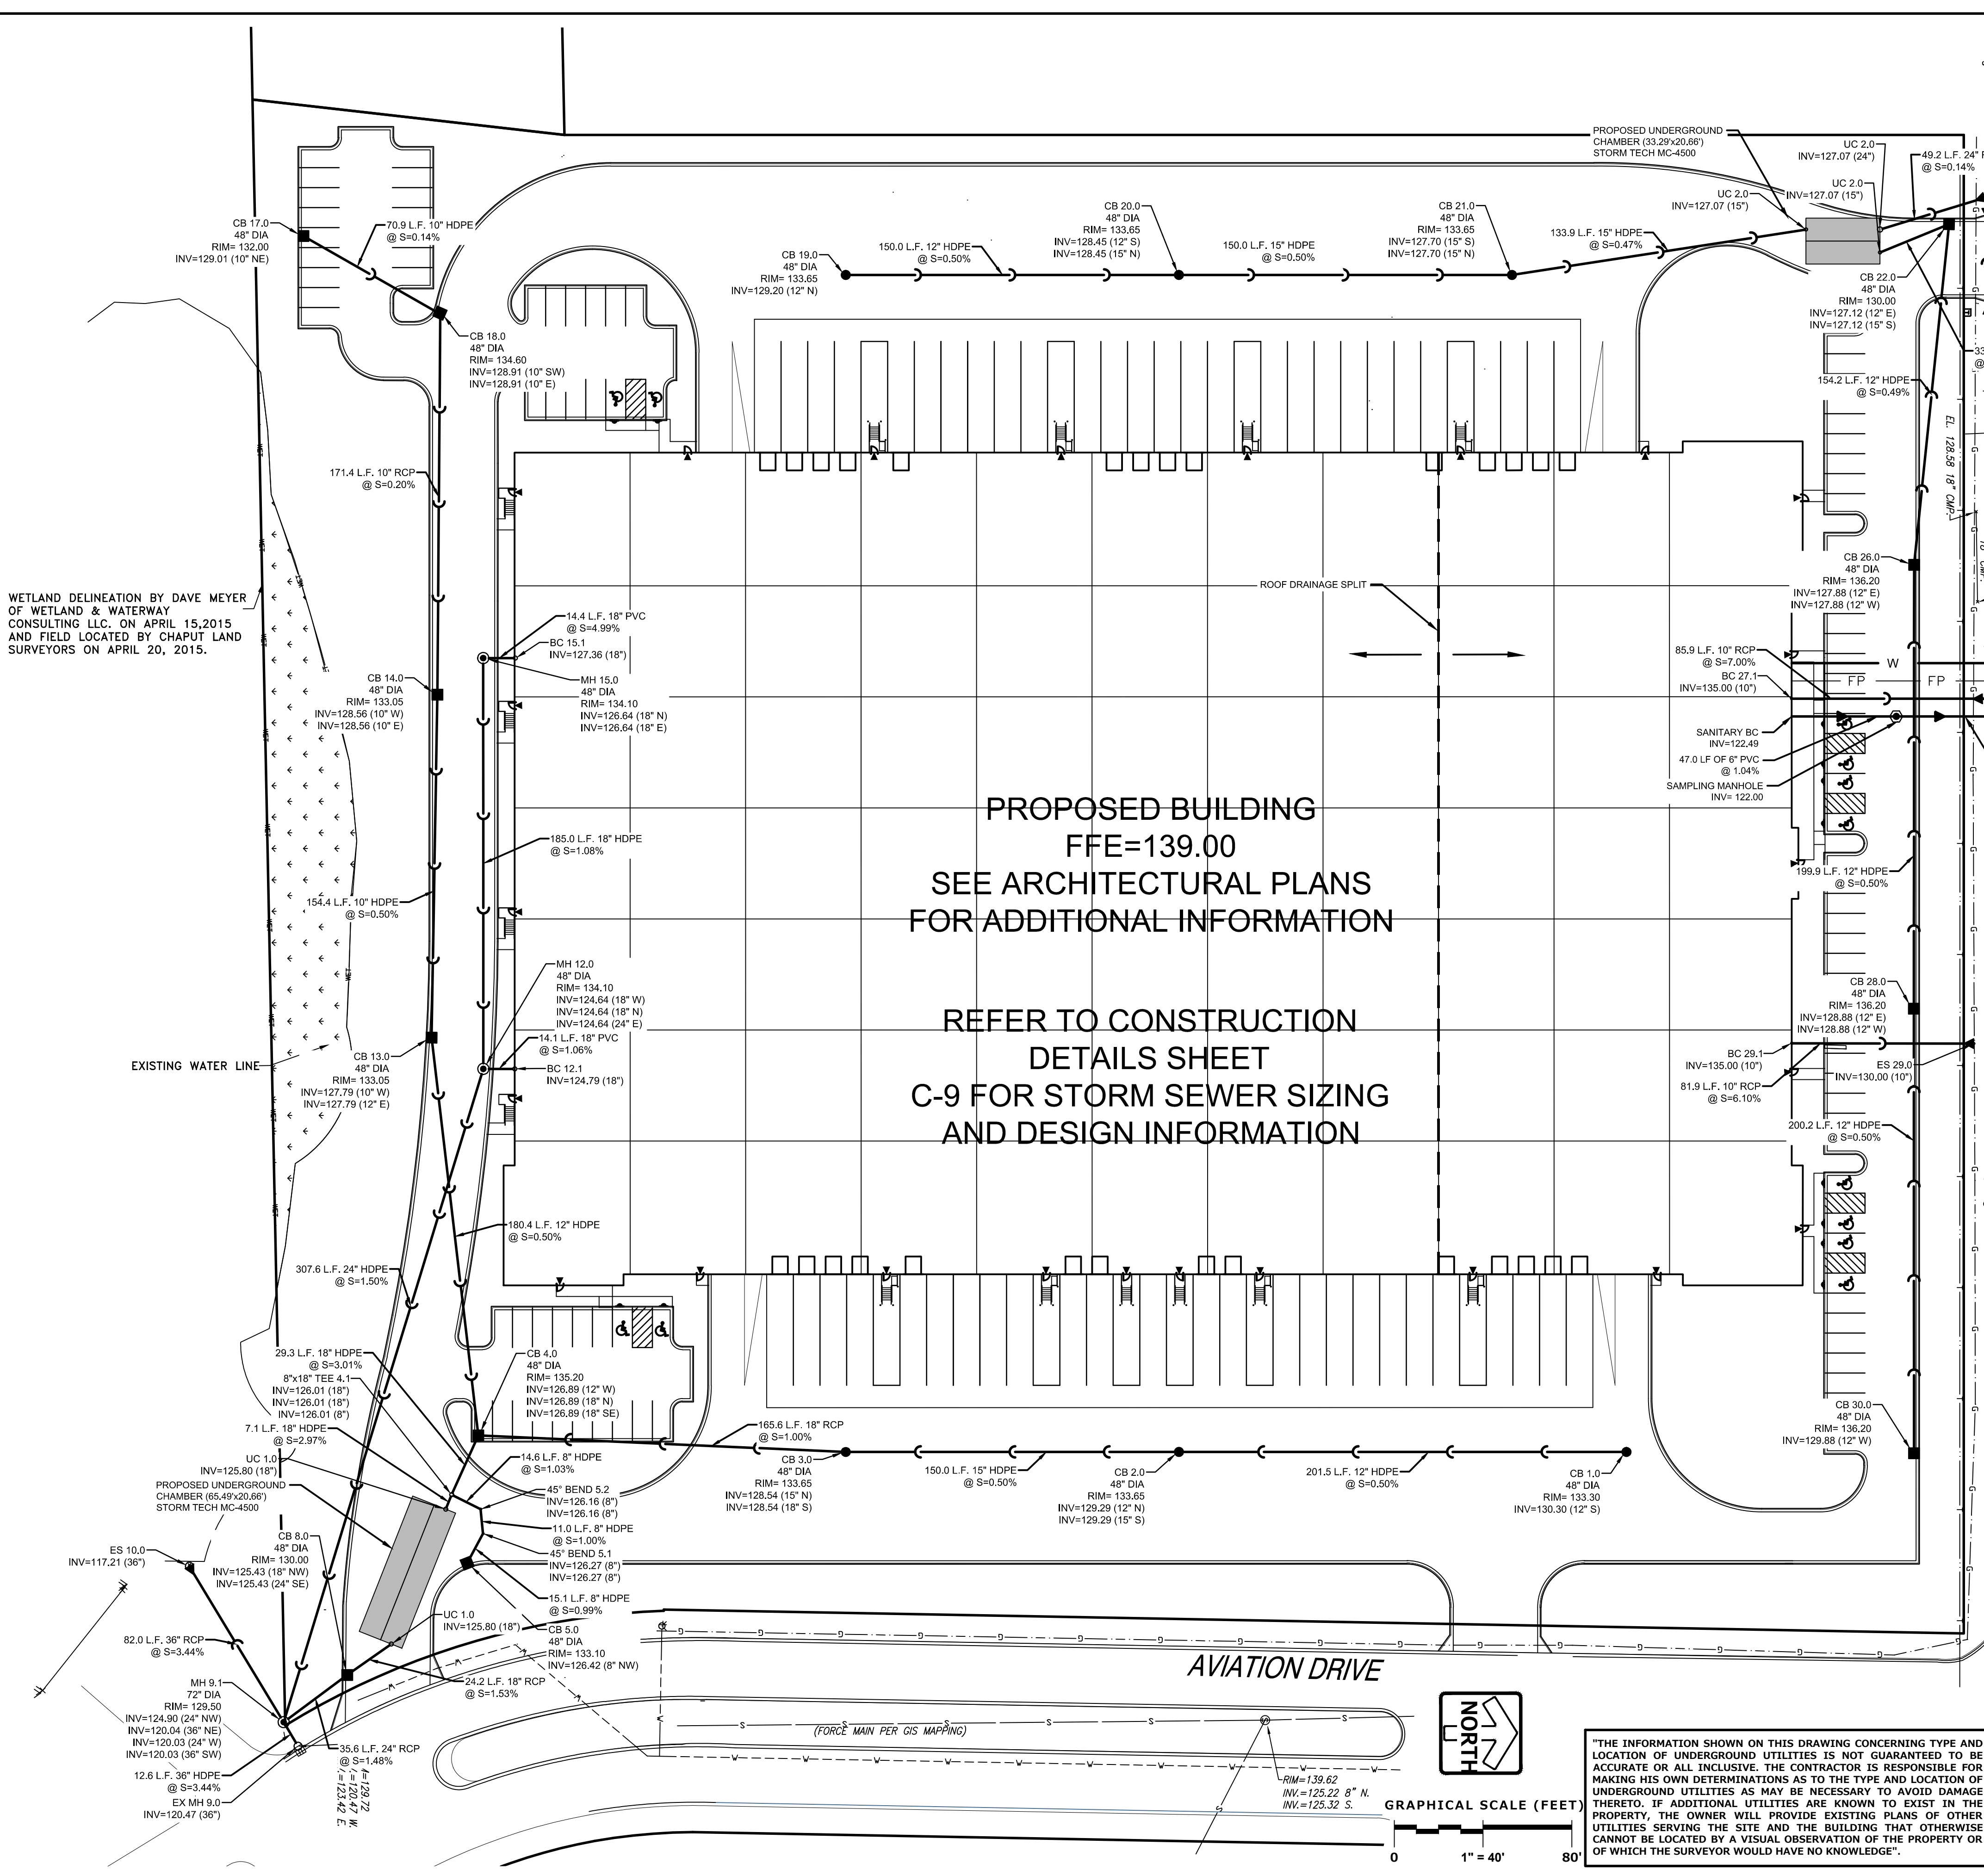 PROPOSED UNDERGROUND
CHAMBER (33.29'x20.66')
STORM TECH MC-4500
UC 2.0
INV=127.07 (24")
49.2 L.F. 24"
@ S=0.14%
UC 2.0
INV=127.07 (15")
UC 2.0
INV=127.07 (15")
CB 17.0
48" DIA
RIM= 132.00
INV=129.01 (10" NE)
70.9 L.F. 10" HDPE
@ S=0.14%
CB 19.0
48" DIA
RIM= 133.65
INV=129.20 (12" N)
150.0 L.F. 12" HDPE
@ S=0.50%
CB 20.0
48" DIA
RIM= 133.65
INV=128.45 (12" S)
INV=128.45 (15" N)
150.0 L.F. 15" HDPE
@ S=0.50%
CB 21.0
48" DIA
RIM= 133.65
INV=127.70 (15" S)
INV=127.70 (15" N)
133.9 L.F. 15" HDPE
@ S=0.47%
CB 22.0
48" DIA
RIM= 130.00
INV=127.12 (12" E)
INV=127.12 (15" S)
CB 18.0
48" DIA
RIM= 134.60
INV=128.91 (10" SW)
INV=128.91 (10" E)
154.2 L.F. 12" HDPE
@ S=0.49%
EL. 128.58 18" CMP
171.4 L.F. 10" RCP
@ S=0.20%
CB 26.0
48" DIA
RIM= 136.20
INV=127.88 (12" E)
INV=127.88 (12" W)
ROOF DRAINAGE SPLIT
WETLAND DELINEATION BY DAVE MEYER
OF WETLAND & WATERWAY
CONSULTING LLC. ON APRIL 15,2015
AND FIELD LOCATED BY CHAPUT LAND
SURVEYORS ON APRIL 20, 2015.
14.4 L.F. 18" PVC
@ S=4.99%
BC 15.1
INV=127.36 (18")
MH 15.0
48" DIA
RIM= 134.10
INV=126.64 (18" N)
INV=126.64 (18" E)
CB 14.0
48" DIA
RIM= 133.05
INV=128.56 (10" W)
INV=128.56 (10" E)
85.9 L.F. 10" RCP
@ S=7.00%
BC 27.1
INV=135.00 (10")
W
FP
FP
SANITARY BC
INV=122.49
47.0 LF OF 6" PVC
@ 1.04%
SAMPLING MANHOLE
INV= 122.00
PROPOSED BUILDING
FFE=139.00
SEE ARCHITECTURAL PLANS
FOR ADDITIONAL INFORMATION
185.0 L.F. 18" HDPE
@ S=1.08%
199.9 L.F. 12" HDPE
@ S=0.50%
154.4 L.F. 10" HDPE
@ S=0.50%
MH 12.0
48" DIA
RIM= 134.10
INV=124.64 (18" W)
INV=124.64 (18" N)
INV=124.64 (24" E)
14.1 L.F. 18" PVC
@ S=1.06%
BC 12.1
INV=124.79 (18")
CB 28.0
48" DIA
RIM= 136.20
INV=128.88 (12" E)
INV=128.88 (12" W)
REFER TO CONSTRUCTION
DETAILS SHEET
C-9 FOR STORM SEWER SIZING
AND DESIGN INFORMATION
EXISTING WATER LINE
CB 13.0
48" DIA
RIM= 133.05
INV=127.79 (10" W)
INV=127.79 (12" E)
BC 29.1
INV=135.00 (10")
ES 29.0
INV=130.00 (10")
81.9 L.F. 10" RCP
@ S=6.10%
200.2 L.F. 12" HDPE
@ S=0.50%
180.4 L.F. 12" HDPE
@ S=0.50%
307.6 L.F. 24" HDPE
@ S=1.50%
29.3 L.F. 18" HDPE
@ S=3.01%
8"x18" TEE 4.1
INV=126.01 (18")
INV=126.01 (18")
INV=126.01 (8")
7.1 L.F. 18" HDPE
@ S=2.97%
UC 1.0
INV=125.80 (18")
PROPOSED UNDERGROUND
CHAMBER (65.49'x20.66')
STORM TECH MC-4500
CB 4.0
48" DIA
RIM= 135.20
INV=126.89 (12" W)
INV=126.89 (18" N)
INV=126.89 (18" SE)
165.6 L.F. 18" RCP
@ S=1.00%
14.6 L.F. 8" HDPE
@ S=1.03%
CB 3.0
48" DIA
RIM= 133.65
INV=128.54 (15" N)
INV=128.54 (18" S)
150.0 L.F. 15" HDPE
@ S=0.50%
CB 2.0
48" DIA
RIM= 133.65
INV=129.29 (12" N)
INV=129.29 (15" S)
201.5 L.F. 12" HDPE
@ S=0.50%
CB 1.0
48" DIA
RIM= 133.30
INV=130.30 (12" S)
CB 30.0
48" DIA
RIM= 136.20
INV=129.88 (12" W)
45° BEND 5.2
INV=126.16 (8")
INV=126.16 (8")
11.0 L.F. 8" HDPE
@ S=1.00%
45° BEND 5.1
INV=126.27 (8")
INV=126.27 (8")
15.1 L.F. 8" HDPE
@ S=0.99%
CB 8.0
48" DIA
RIM= 130.00
INV=125.43 (18" NW)
INV=125.43 (24" SE)
ES 10.0
INV=117.21 (36")
UC 1.0
INV=125.80 (18")
CB 5.0
48" DIA
RIM= 133.10
INV=126.42 (8" NW)
82.0 L.F. 36" RCP
@ S=3.44%
24.2 L.F. 18" RCP
@ S=1.53%
MH 9.1
72" DIA
RIM= 129.50
INV=124.90 (24" NW)
INV=120.04 (36" NE)
INV=120.03 (24" W)
INV=120.03 (36" SW)
35.6 L.F. 24" RCP
@ S=1.48%
12.6 L.F. 36" HDPE
@ S=3.44%
EX MH 9.0
INV=120.47 (36")
=129.72
=120.47 W.
=123.42 E.
AVIATION DRIVE
(FORCE MAIN PER GIS MAPPING)
RIM=139.62
INV.=125.22 8" N.
INV.=125.32 S.
NORTH
GRAPHICAL SCALE (FEET)
0 1" = 40' 80'
"THE INFORMATION SHOWN ON THIS DRAWING CONCERNING TYPE AND
LOCATION OF UNDERGROUND UTILITIES IS NOT GUARANTEED TO BE
ACCURATE OR ALL INCLUSIVE. THE CONTRACTOR IS RESPONSIBLE FOR
MAKING HIS OWN DETERMINATIONS AS TO THE TYPE AND LOCATION OF
UNDERGROUND UTILITIES AS MAY BE NECESSARY TO AVOID DAMAGE
THERETO. IF ADDITIONAL UTILITIES ARE KNOWN TO EXIST IN THE
PROPERTY, THE OWNER WILL PROVIDE EXISTING PLANS OF OTHER
UTILITIES SERVING THE SITE AND THE BUILDING THAT OTHERWISE
CANNOT BE LOCATED BY A VISUAL OBSERVATION OF THE PROPERTY OR
OF WHICH THE SURVEYOR WOULD HAVE NO KNOWLEDGE".